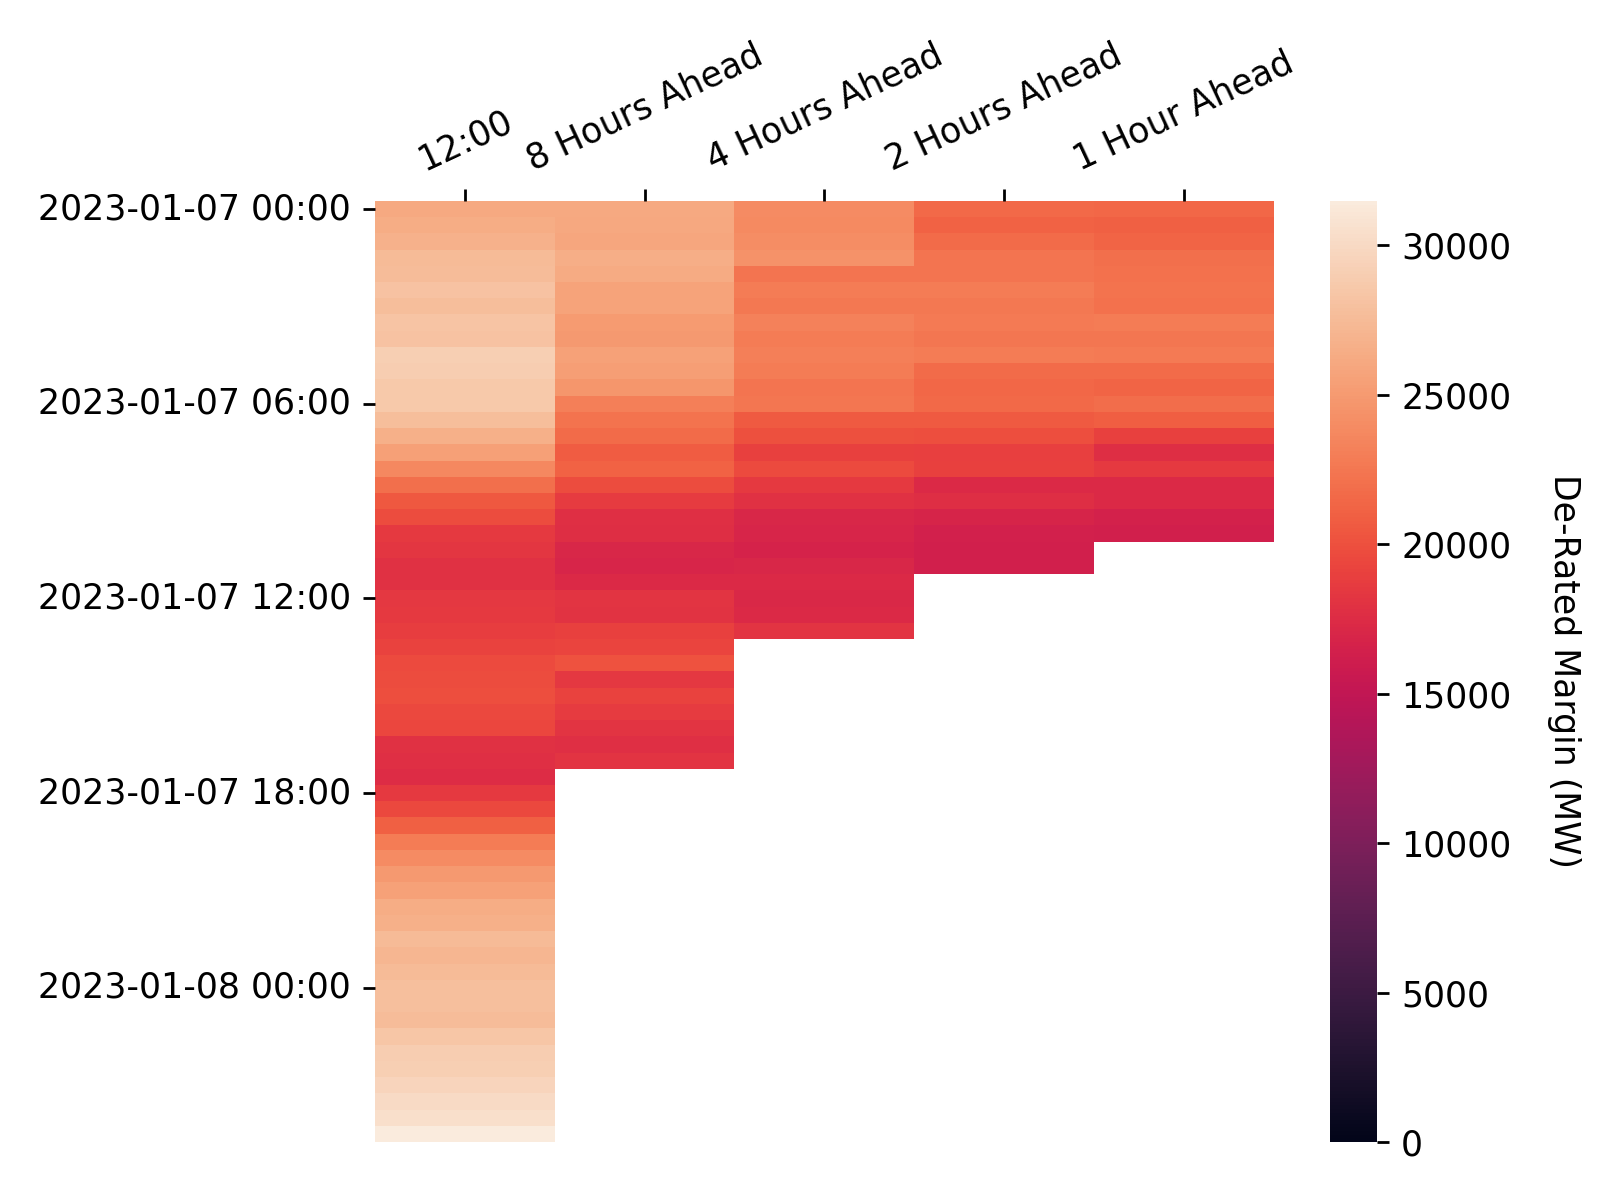 12:00
8 Hours Ahead
4 Hours Ahead
2 Hours Ahead
1 Hour Ahead
2023-01-07 00:00
2023-01-07 06:00
2023-01-07 12:00
2023-01-07 18:00
2023-01-08 00:00
30000
25000
20000
15000
10000
5000
0
De-Rated Margin (MW)